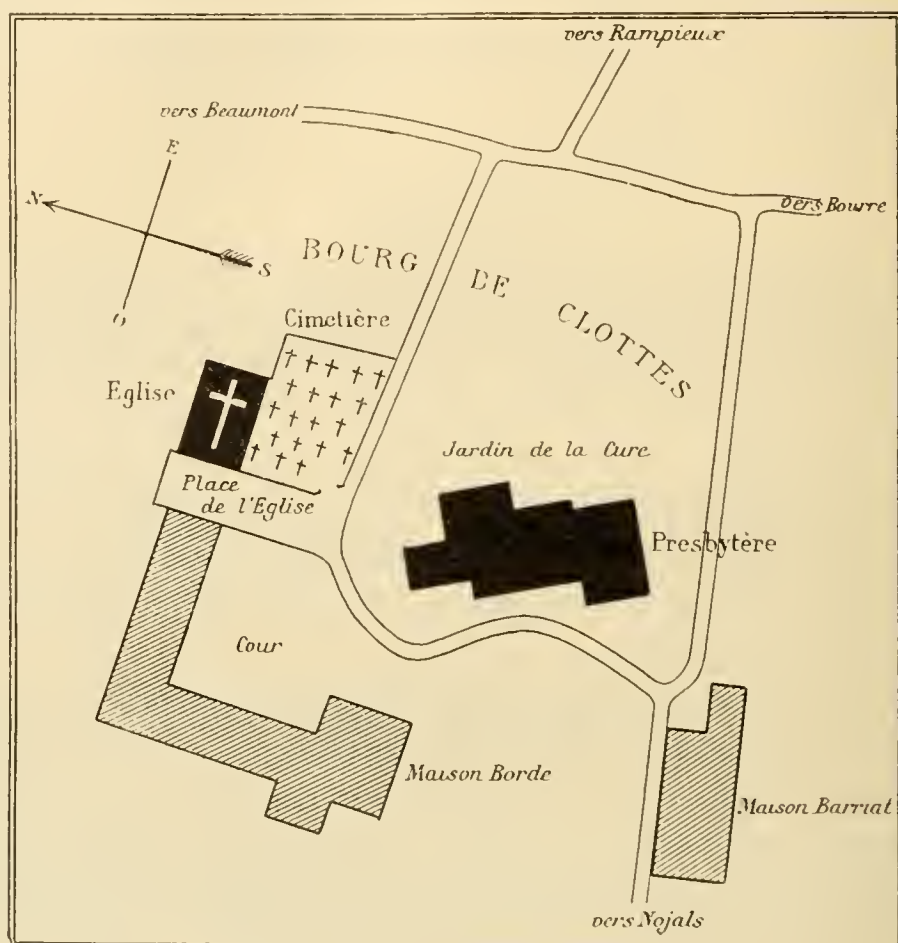 vers Rampieux
vers Beaumont
E
N
S
O
vers Bourre
BOURG
DE CLOTTES
Cimetière
Eglise
Place
de l'Eglise
Jardin de la Cure
Presbytère
Cour
Maison Borde
Maison Barriat
vers Nojals